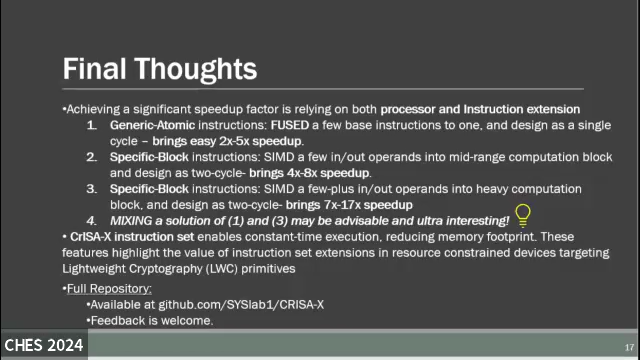 Final Thoughts
•Achieving a significant speedup factor is relying on both processor and Instruction extension
1. Generic-Atomic instructions: FUSED a few base instructions to one, and design as a single
cycle – brings easy 2x-5x speedup.
2. Specific-Block instructions: SIMD a few in/out operands into mid-range computation block
and design as two-cycle- brings 4x-8x speedup.
3. Specific-Block instructions: SIMD a few-plus in/out operands into heavy computation
block, and design as two-cycle- brings 7x-17x speedup
4. MIXING a solution of (1) and (3) may be advisable and ultra interesting!
• CrISA-X instruction set enables constant-time execution, reducing memory footprint. These
features highlight the value of instruction set extensions in resource constrained devices targeting
Lightweight Cryptography (LWC) primitives
•Full Repository:
•Available at github.com/SYSlab1/CRISA-X
•Feedback is welcome.
CHES 2024
17